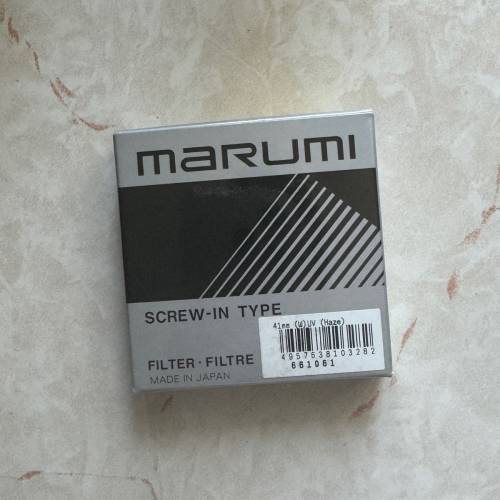 marumi
SCREW-IN TYPE
41mm (W)UV (Haze)
4957638103282
661061
FILTER · FILTRE
MADE IN JAPAN